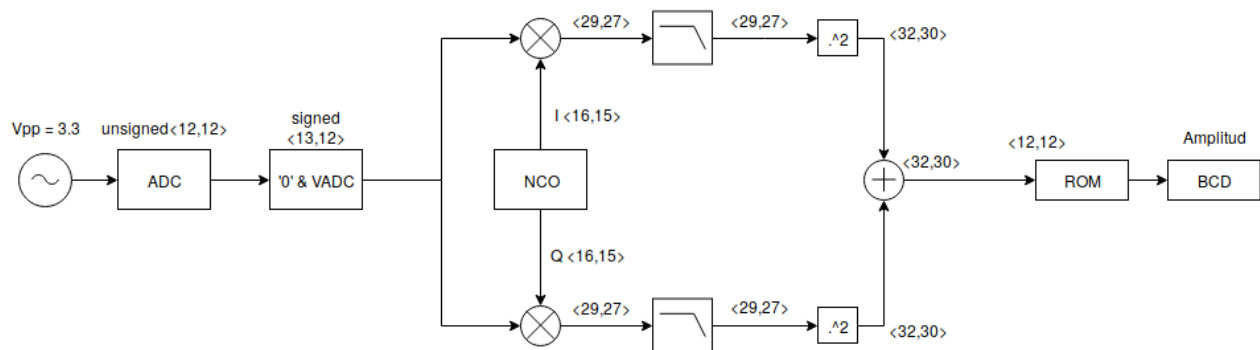 <29,27>
<29,27>
.^2
<32,30>
signed
<13,12>
Vpp = 3.3
unsigned<12,12>
I <16,15>
<12,12>
Amplitud
<32,30>
ADC
'0' & VADC
NCO
ROM
BCD
Q <16,15>
<29,27>
<29,27>
.^2
<32,30>